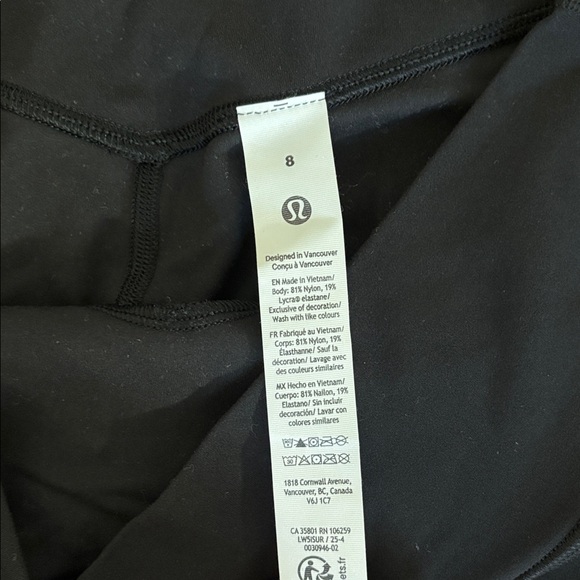 8
Designed in Vancouver
Conçu à Vancouver
EN Made in Vietnam/
Body: 81% Nylon, 19%
Lycra® elastane/
Exclusive of decoration/
Wash with like colours
FR Fabriqué au Vietnam/
Corps: 81% Nylon, 19%
Élasthanne/ Sauf la
décoration/ Lavage avec
des couleurs similaires
MX Hecho en Vietnam/
Cuerpo: 81% Nailon, 19%
Elastano/ Sin incluir
decoración/ Lavar con
colores similares
1818 Cornwall Avenue,
Vancouver, BC, Canada
V6J 1C7
CA 35801 RN 106259
LW5ISUR / 25-4
0030946-02
ets.fr